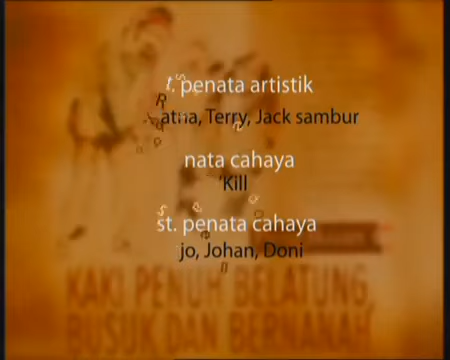 t. penata artistik
atna, Terry, Jack sambur
nata cahaya
'Kill
st. penata cahaya
jo, Johan, Doni
KAKI PENUH BELATUNG,
BUSUK DAN BERNANAH